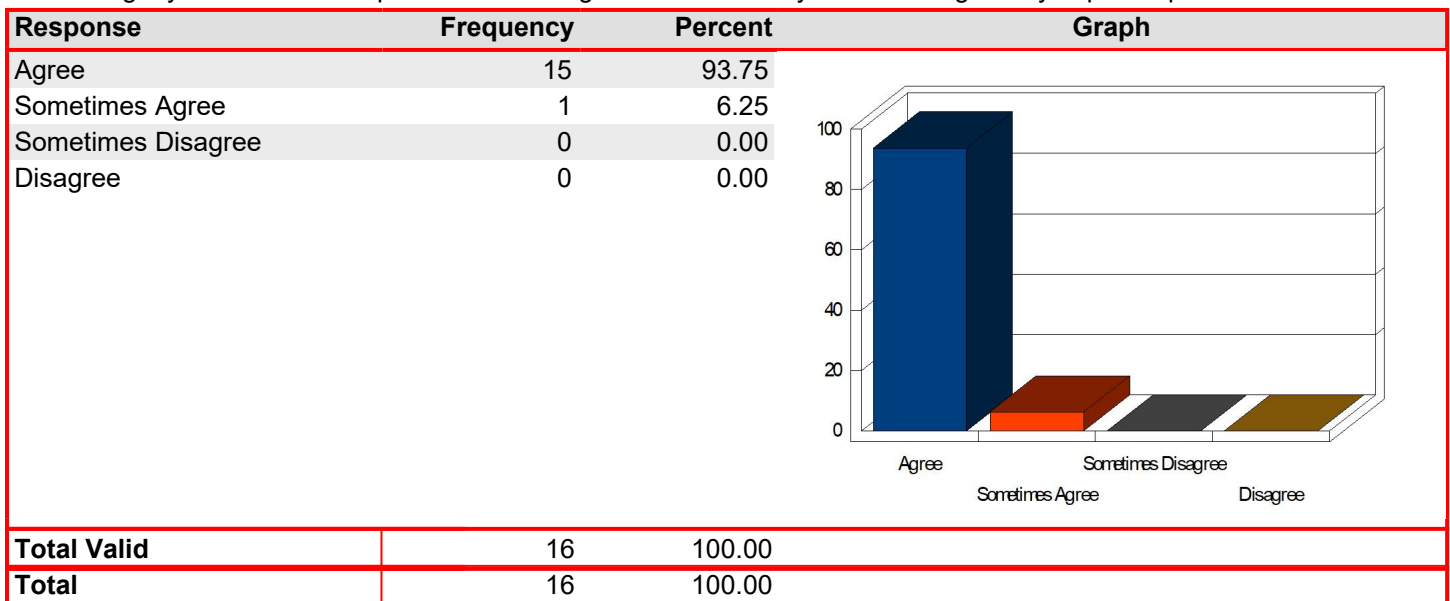 Response Frequency Percent Graph
Agree 15 93.75
Sometimes Agree 1 6.25
Sometimes Disagree 0 0.00
Disagree 0 0.00
100
80
60
40
20
0
Agree Sometimes Disagree
Sometimes Agree Disagree
Total Valid 16 100.00
Total 16 100.00